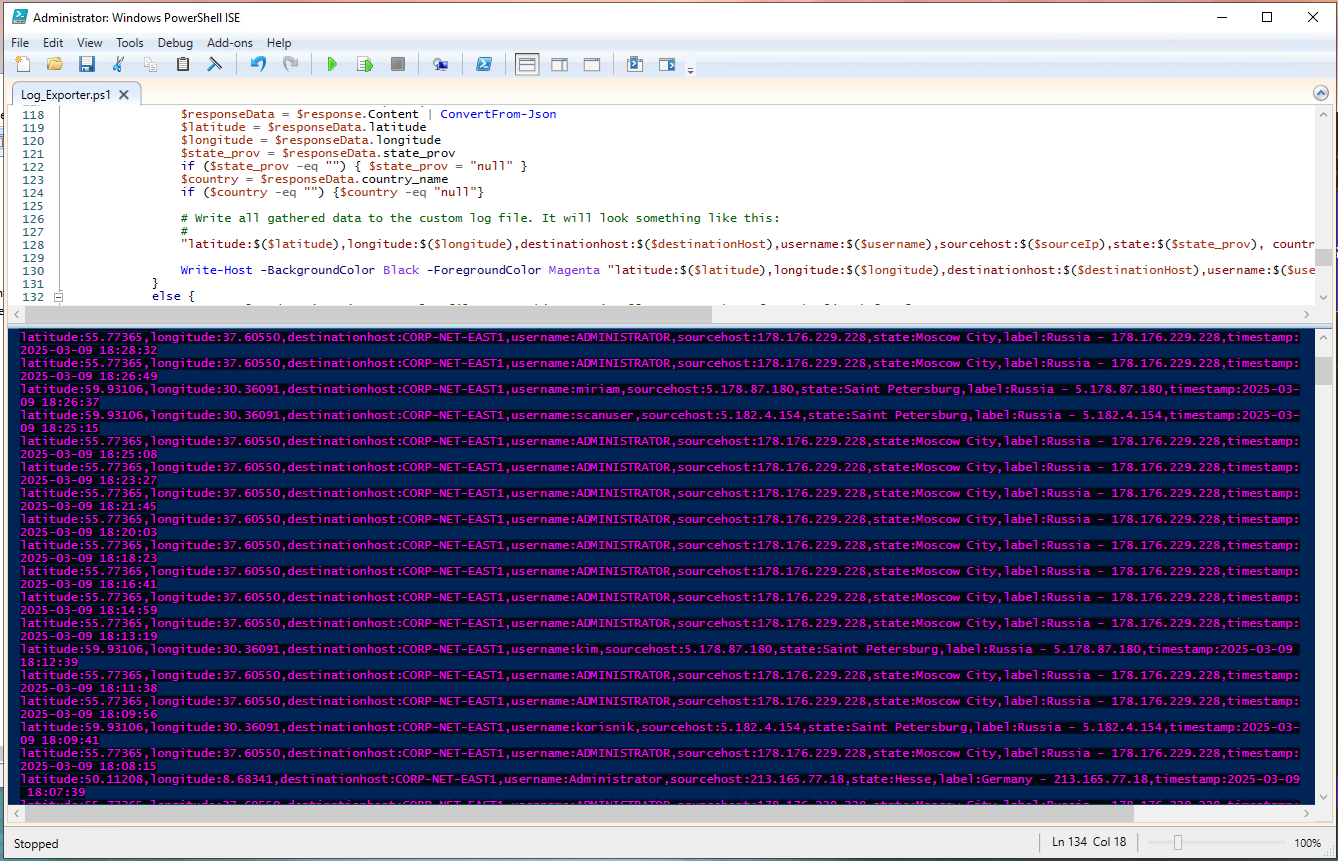 Administrator: Windows PowerShell ISE
File Edit View Tools Debug Add-ons Help
Log_Exporter.ps1
118 $responseData = $response.Content | ConvertFrom-Json
119 $latitude = $responseData.latitude
120 $longitude = $responseData.longitude
121 $state_prov = $responseData.state_prov
122 if ($state_prov -eq "") { $state_prov = "null" }
123 $country = $responseData.country_name
124 if ($country -eq "") {$country -eq "null"}
125
126 # Write all gathered data to the custom log file. It will look something like this:
127 #
128 "latitude:$($latitude),longitude:$($longitude),destinationhost:$($destinationHost),username:$($username),sourcehost:$($sourceIp),state:$($state_prov), countr
129
130 Write-Host -BackgroundColor Black -ForegroundColor Magenta "latitude:$($latitude),longitude:$($longitude),destinationhost:$($destinationHost),username:$($use
131 }
132 else {
latitude:55.77365,longitude:37.60550,destinationhost:CORP-NET-EAST1,username:ADMINISTRATOR,sourcehost:178.176.229.228,state:Moscow City,label:Russia - 178.176.229.228,timestamp:
2025-03-09 18:28:32
latitude:55.77365,longitude:37.60550,destinationhost:CORP-NET-EAST1,username:ADMINISTRATOR,sourcehost:178.176.229.228,state:Moscow City,label:Russia - 178.176.229.228,timestamp:
2025-03-09 18:26:49
latitude:59.93106,longitude:30.36091,destinationhost:CORP-NET-EAST1,username:miriam,sourcehost:5.178.87.180,state:Saint Petersburg,label:Russia - 5.178.87.180,timestamp:2025-03-
09 18:26:37
latitude:59.93106,longitude:30.36091,destinationhost:CORP-NET-EAST1,username:scanuser,sourcehost:5.182.4.154,state:Saint Petersburg,label:Russia - 5.182.4.154,timestamp:2025-03-
09 18:25:15
latitude:55.77365,longitude:37.60550,destinationhost:CORP-NET-EAST1,username:ADMINISTRATOR,sourcehost:178.176.229.228,state:Moscow City,label:Russia - 178.176.229.228,timestamp:
2025-03-09 18:25:08
latitude:55.77365,longitude:37.60550,destinationhost:CORP-NET-EAST1,username:ADMINISTRATOR,sourcehost:178.176.229.228,state:Moscow City,label:Russia - 178.176.229.228,timestamp:
2025-03-09 18:23:27
latitude:55.77365,longitude:37.60550,destinationhost:CORP-NET-EAST1,username:ADMINISTRATOR,sourcehost:178.176.229.228,state:Moscow City,label:Russia - 178.176.229.228,timestamp:
2025-03-09 18:21:45
latitude:55.77365,longitude:37.60550,destinationhost:CORP-NET-EAST1,username:ADMINISTRATOR,sourcehost:178.176.229.228,state:Moscow City,label:Russia - 178.176.229.228,timestamp:
2025-03-09 18:20:03
latitude:55.77365,longitude:37.60550,destinationhost:CORP-NET-EAST1,username:ADMINISTRATOR,sourcehost:178.176.229.228,state:Moscow City,label:Russia - 178.176.229.228,timestamp:
2025-03-09 18:18:23
latitude:55.77365,longitude:37.60550,destinationhost:CORP-NET-EAST1,username:ADMINISTRATOR,sourcehost:178.176.229.228,state:Moscow City,label:Russia - 178.176.229.228,timestamp:
2025-03-09 18:16:41
latitude:55.77365,longitude:37.60550,destinationhost:CORP-NET-EAST1,username:ADMINISTRATOR,sourcehost:178.176.229.228,state:Moscow City,label:Russia - 178.176.229.228,timestamp:
2025-03-09 18:14:59
latitude:55.77365,longitude:37.60550,destinationhost:CORP-NET-EAST1,username:ADMINISTRATOR,sourcehost:178.176.229.228,state:Moscow City,label:Russia - 178.176.229.228,timestamp:
2025-03-09 18:13:19
latitude:59.93106,longitude:30.36091,destinationhost:CORP-NET-EAST1,username:kim,sourcehost:5.178.87.180,state:Saint Petersburg,label:Russia - 5.178.87.180,timestamp:2025-03-09
18:12:39
latitude:55.77365,longitude:37.60550,destinationhost:CORP-NET-EAST1,username:ADMINISTRATOR,sourcehost:178.176.229.228,state:Moscow City,label:Russia - 178.176.229.228,timestamp:
2025-03-09 18:11:38
latitude:55.77365,longitude:37.60550,destinationhost:CORP-NET-EAST1,username:ADMINISTRATOR,sourcehost:178.176.229.228,state:Moscow City,label:Russia - 178.176.229.228,timestamp:
2025-03-09 18:09:56
latitude:59.93106,longitude:30.36091,destinationhost:CORP-NET-EAST1,username:korisnik,sourcehost:5.182.4.154,state:Saint Petersburg,label:Russia - 5.182.4.154,timestamp:2025-03-
09 18:09:41
latitude:55.77365,longitude:37.60550,destinationhost:CORP-NET-EAST1,username:ADMINISTRATOR,sourcehost:178.176.229.228,state:Moscow City,label:Russia - 178.176.229.228,timestamp:
2025-03-09 18:08:15
latitude:50.11208,longitude:8.68341,destinationhost:CORP-NET-EAST1,username:Administrator,sourcehost:213.165.77.18,state:Hesse,label:Germany - 213.165.77.18,timestamp:2025-03-09
18:07:39
Stopped
Ln 134 Col 18
100%